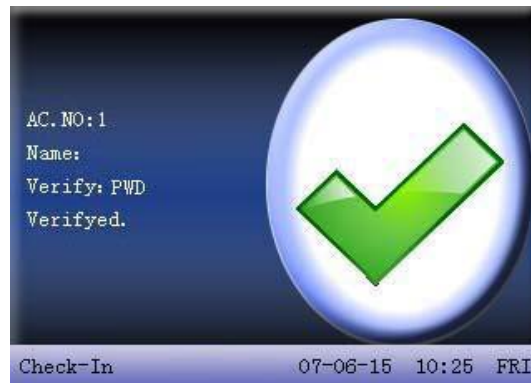 AC.NO:1
Name:
Verify: PWD
Verifyed.
Check-In 07-06-15 10:25 FRI